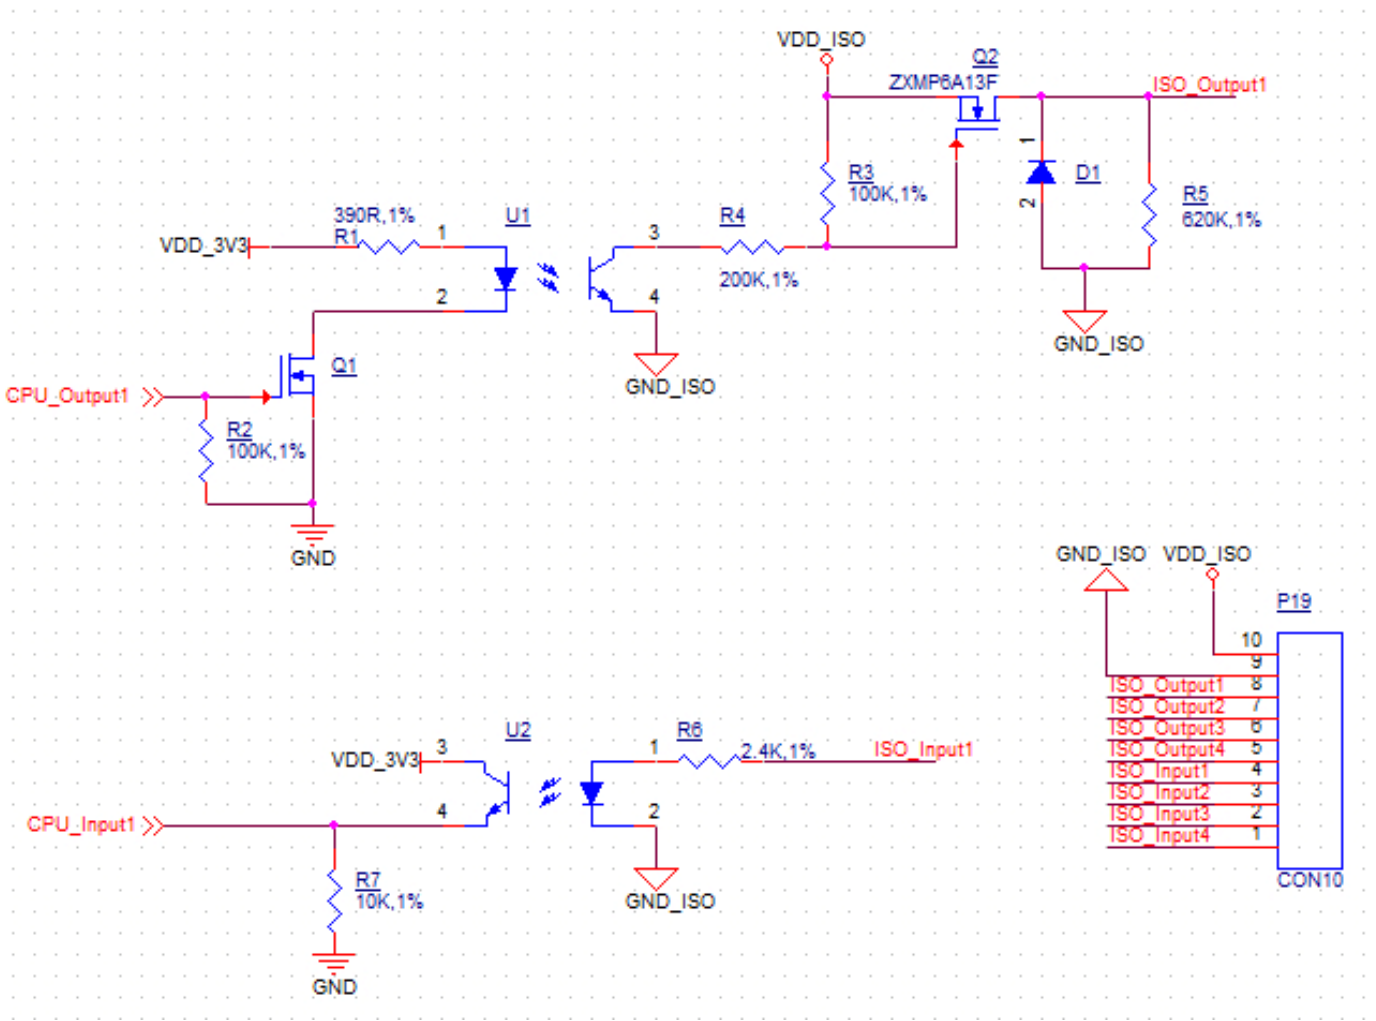 VDD_ISO
Q2
ZXMP6A13F
ISO_Output1
1
D1
2
R3
100K,1%
R5
620K,1%
390R,1%
R1
VDD_3V3
1
U1
3
R4
200K,1%
2
4
GND_ISO
GND_ISO
Q1
CPU_Output1
R2
100K,1%
GND
GND_ISO
VDD_ISO
P19
10
9
ISO_Output1 8
ISO_Output2 7
ISO_Output3 6
ISO_Output4 5
ISO_Input1 4
ISO_Input2 3
ISO_Input3 2
ISO_Input4 1
CON10
VDD_3V3
3
U2
1
R6
2.4K,1%
ISO_Input1
4
2
CPU_Input1
R7
10K,1%
GND_ISO
GND